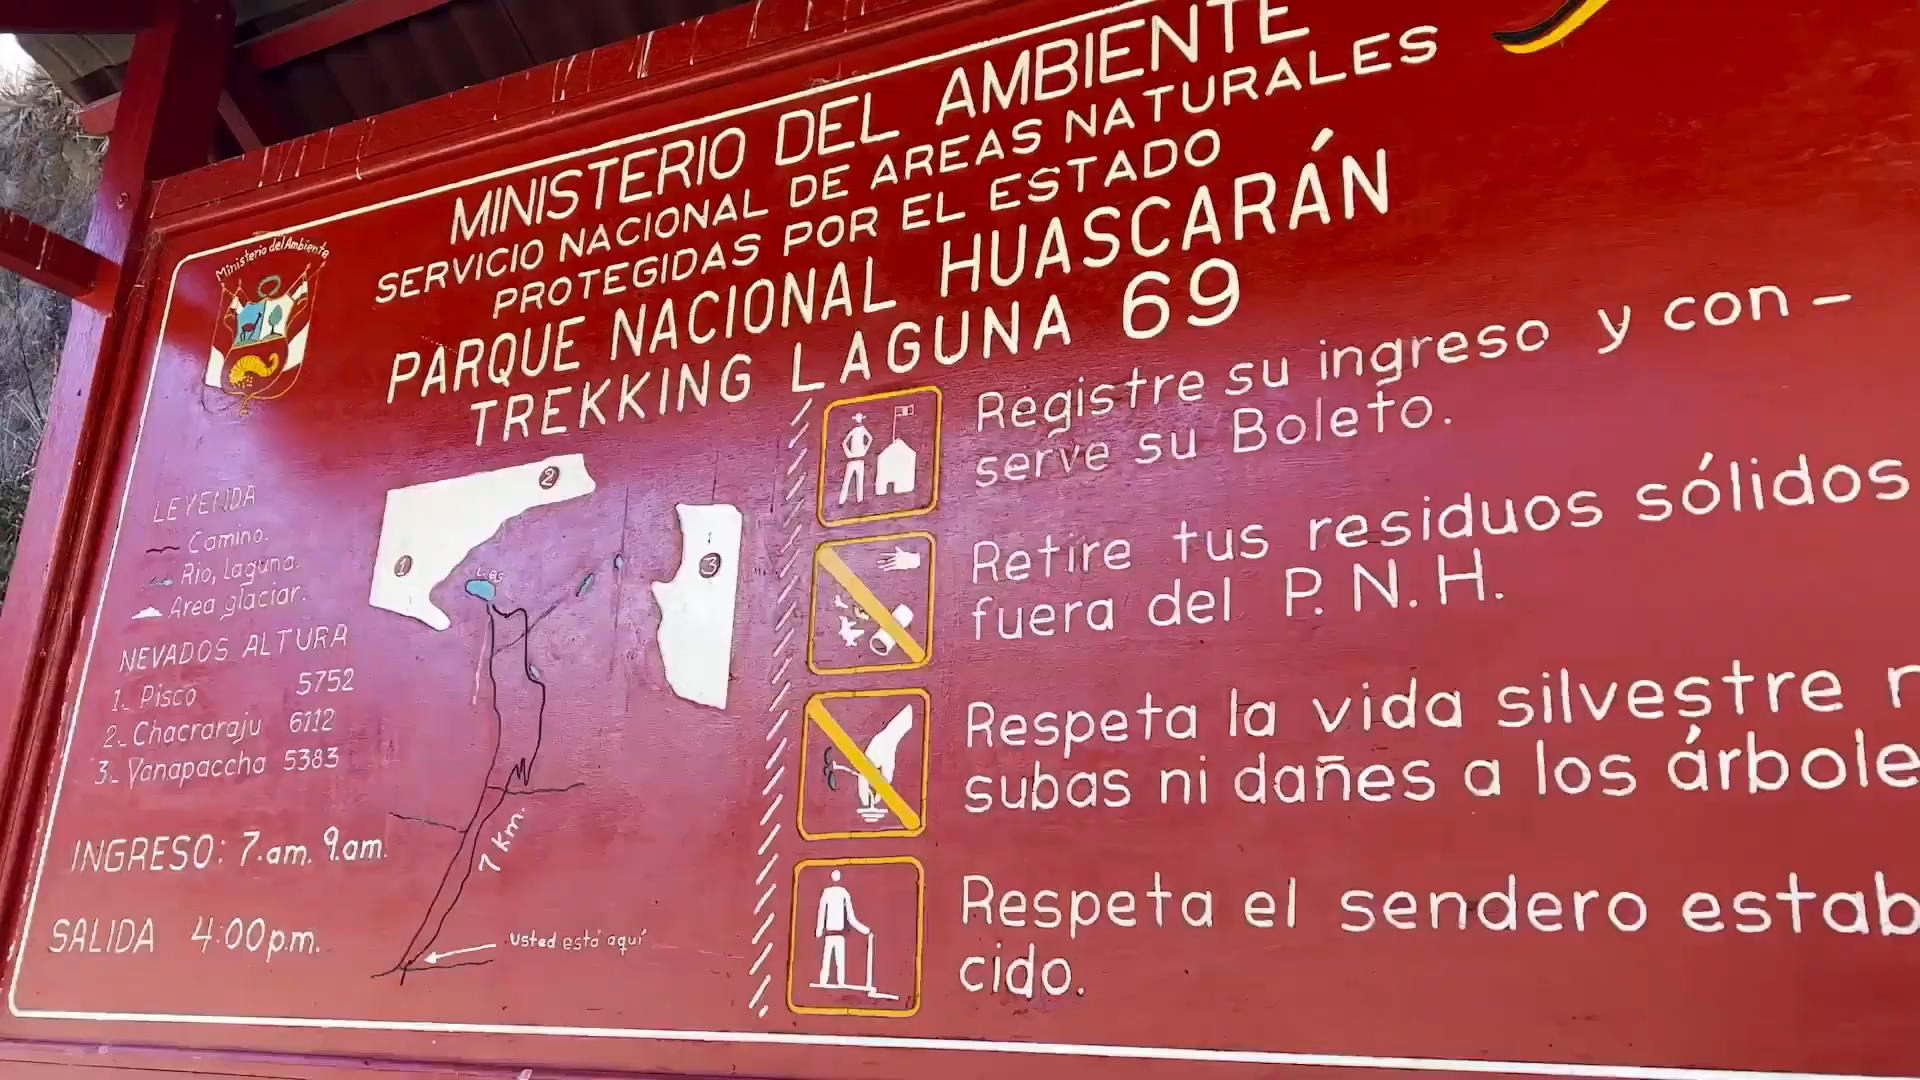 MINISTERIO DEL AMBIENTE
SERVICIO NACIONAL DE AREAS NATURALES
PROTEGIDAS POR EL ESTADO
PARQUE NACIONAL HUASCARÁN
TREKKING LAGUNA 69
Ministerio del Ambiente
LEYENDA
Camino.
Rio, laguna.
Area glaciar.
NEVADOS ALTURA
1- Pisco 5752
2- Chacraraju 6112
3- Yanapaccha 5383
INGRESO: 7.am. 9.am.
SALIDA 4:00p.m.
2
1
3
L.69
7 Km.
Usted está aquí
Registre su ingreso y con-
serve su Boleto.
Retire tus residuos sólidos
fuera del P.N.H.
Respeta la vida silvestre
subas ni dañes a los árbole
Respeta el sendero estab
cido.